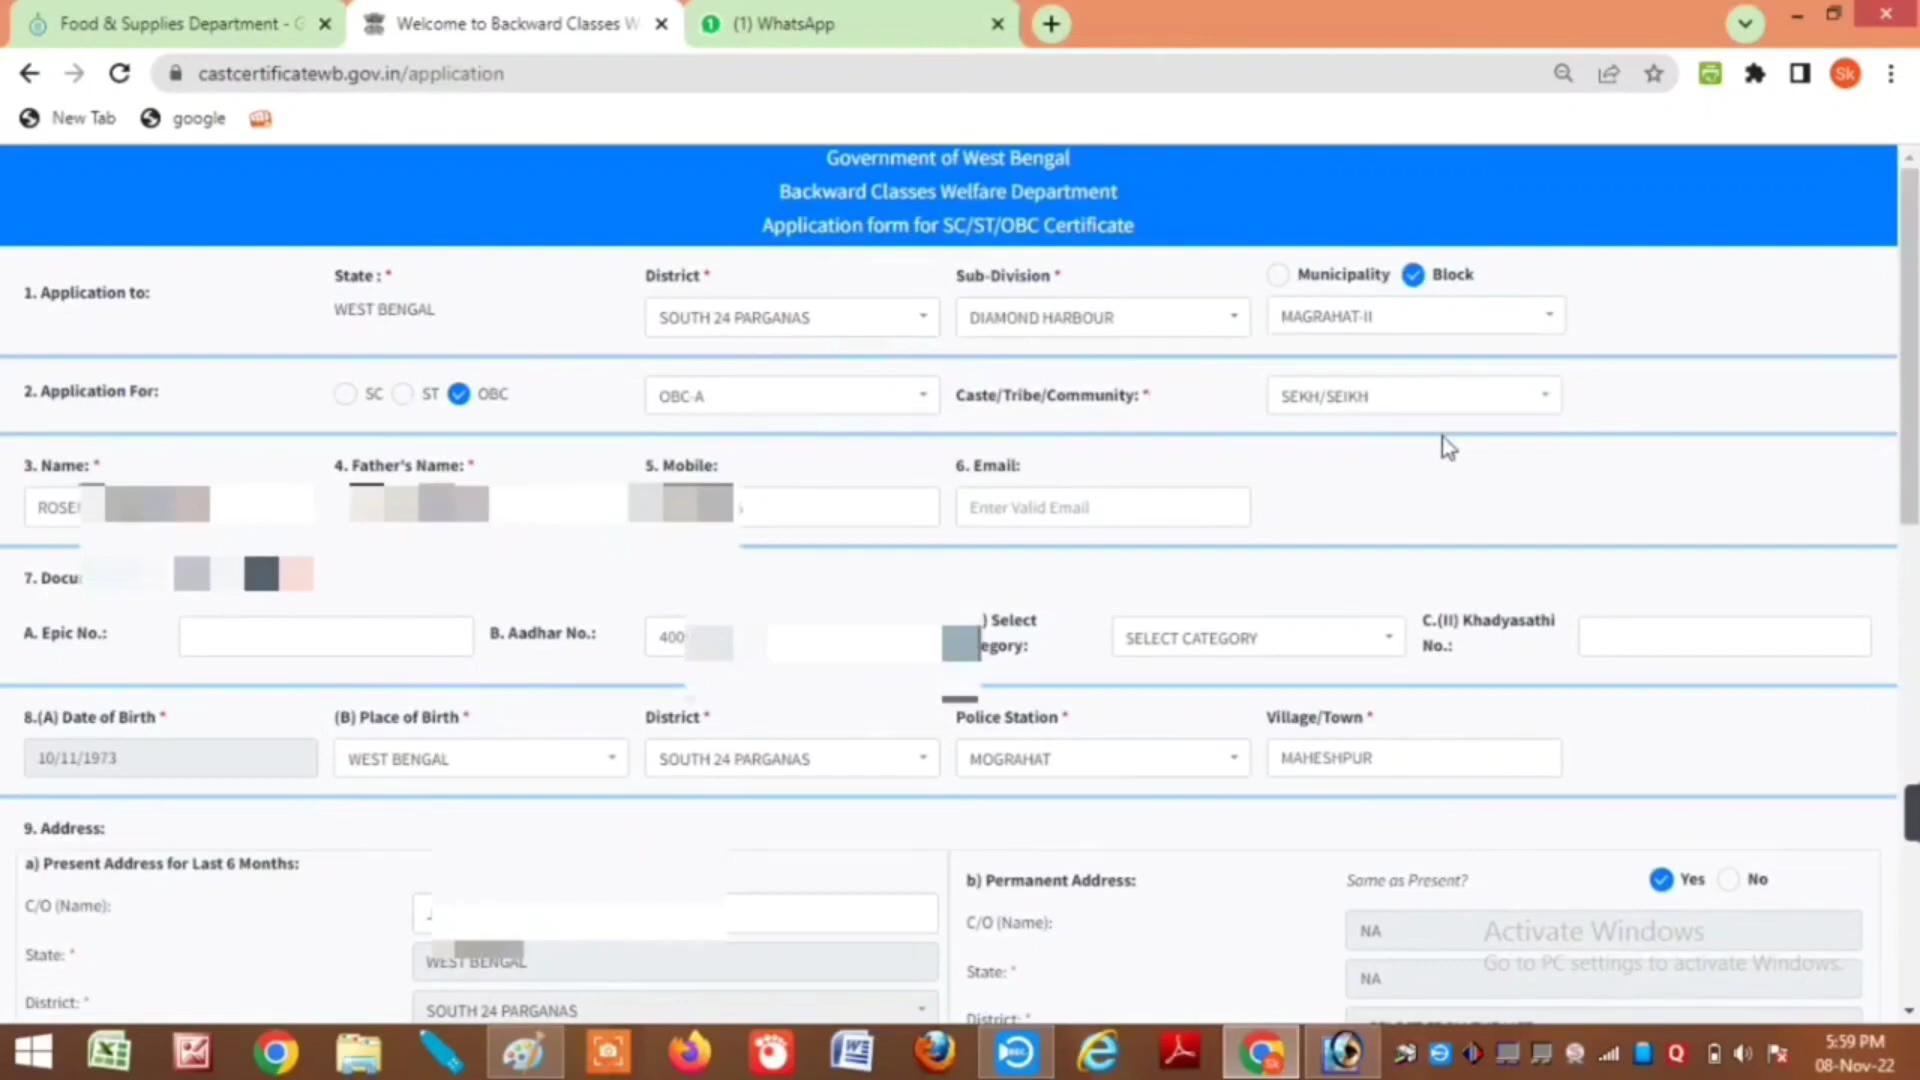 Food & Supplies Department - G
Welcome to Backward Classes W
(1) WhatsApp
castcertificatewb.gov.in/application
Sk
New Tab
google
Government of West Bengal
Backward Classes Welfare Department
Application form for SC/ST/OBC Certificate
1. Application to:
State : *
WEST BENGAL
District *
SOUTH 24 PARGANAS
Sub-Division *
DIAMOND HARBOUR
Municipality
Block
MAGRAHAT-II
2. Application For:
SC
ST
OBC
OBC-A
Caste/Tribe/Community: *
SEKH/SEIKH
3. Name: *
4. Father's Name: *
5. Mobile:
6. Email:
Enter Valid Email
7.
A. Epic No.:
B. Aadhar No.:
400
) Select
egory:
SELECT CATEGORY
C.(II) Khadyasathi
No.:
8.(A) Date of Birth *
(B) Place of Birth *
District *
Police Station *
Village/Town *
10/11/1973
WEST BENGAL
SOUTH 24 PARGANAS
MOGRAHAT
MAHESHPUR
9. Address:
a) Present Address for Last 6 Months:
b) Permanent Address:
Same as Present?
Yes
No
C/O (Name):
C/O (Name):
NA
State: *
WEST BENGAL
State: *
NA
District: *
SOUTH 24 PARGANAS
District:
Activate Windows
Go to PC settings to activate Windows.
REC
5:59 PM
08-Nov-22